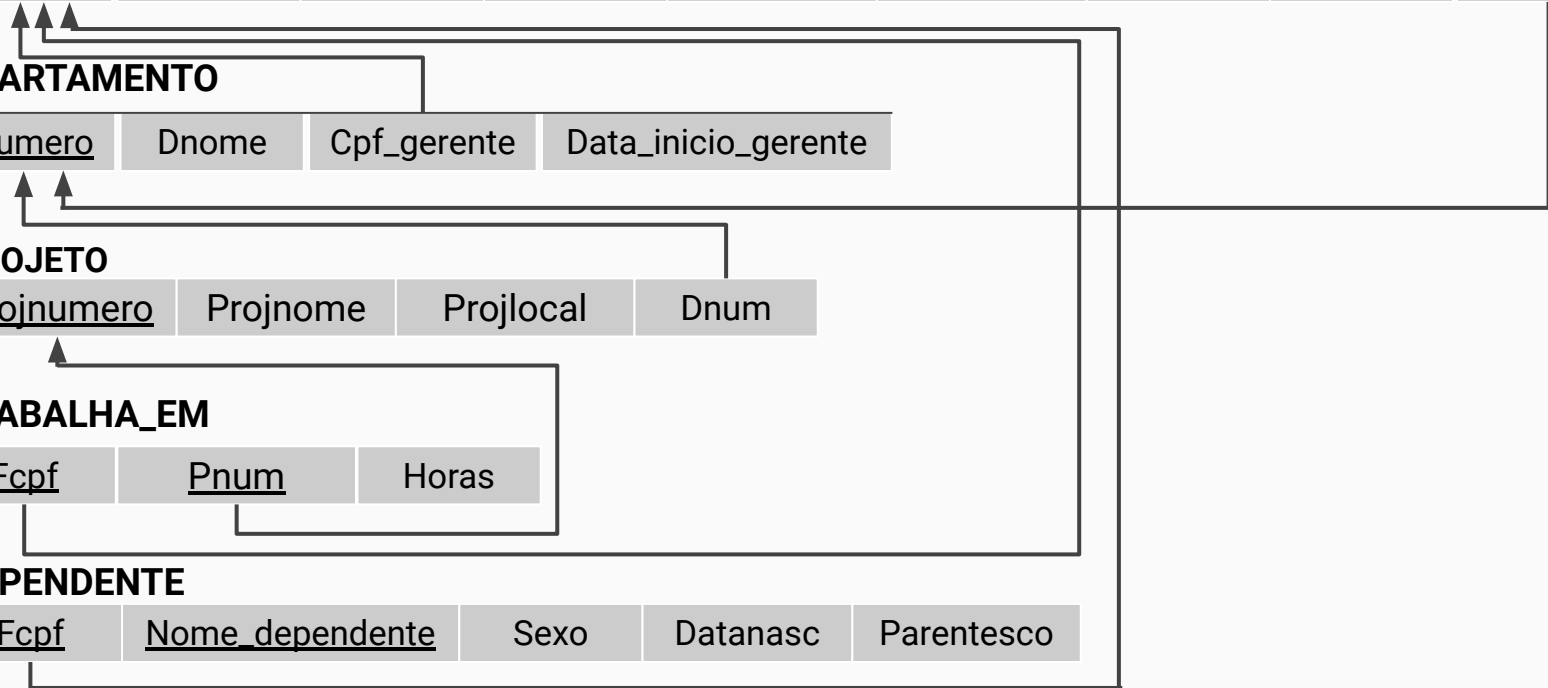 ARTAMENTO
umero Dnome Cpf_gerente Data_inicio_gerente
OJETO
ojnumero Projnome Projlocal Dnum
ABALHA_EM
Fcpf Pnum Horas
PENDENTE
Fcpf Nome_dependente Sexo Datanasc Parentesco